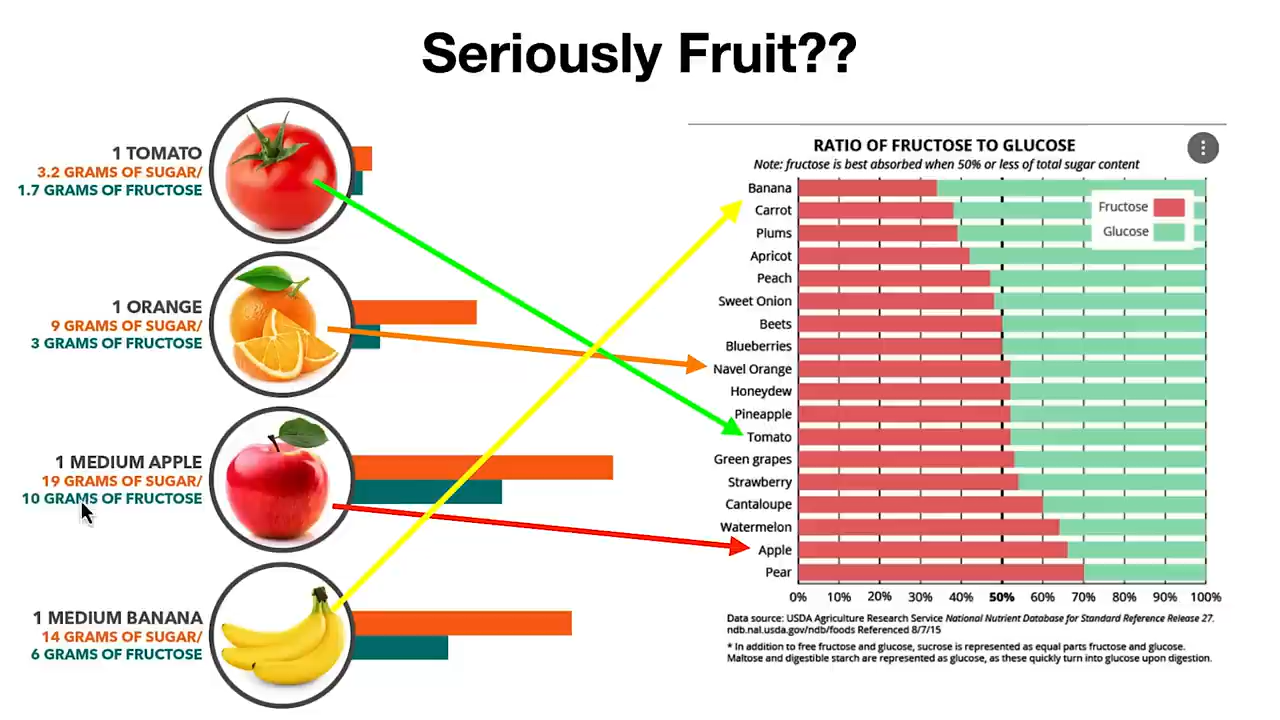 Seriously Fruit??
1 TOMATO
3.2 GRAMS OF SUGAR/
1.7 GRAMS OF FRUCTOSE
1 ORANGE
9 GRAMS OF SUGAR/
3 GRAMS OF FRUCTOSE
1 MEDIUM APPLE
19 GRAMS OF SUGAR/
10 GRAMS OF FRUCTOSE
1 MEDIUM BANANA
14 GRAMS OF SUGAR/
6 GRAMS OF FRUCTOSE
RATIO OF FRUCTOSE TO GLUCOSE
Note: fructose is best absorbed when 50% or less of total sugar content
Fructose
Glucose
Banana
Carrot
Plums
Apricot
Peach
Sweet Onion
Beets
Blueberries
Navel Orange
Honeydew
Pineapple
Tomato
Green grapes
Strawberry
Cantaloupe
Watermelon
Apple
Pear
0% 10% 20% 30% 40% 50% 60% 70% 80% 90% 100%
Data source: USDA Agriculture Research Service National Nutrient Database for Standard Reference Release 27.
ndb.nal.usda.gov/ndb/foods Referenced 8/7/15
* In addition to free fructose and glucose, sucrose is represented as equal parts fructose and glucose.
Maltose and digestible starch are represented as glucose, as these quickly turn into glucose upon digestion.